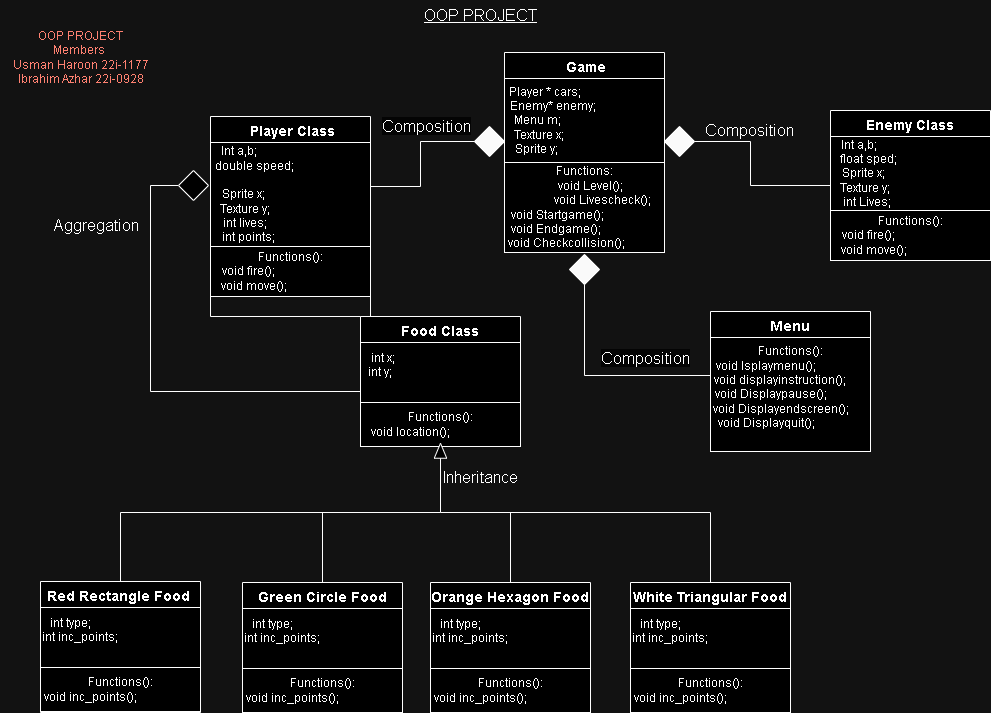 OOP PROJECT
OOP PROJECT
Members
Usman Haroon 22i-1177
Ibrahim Azhar 22i-0928
Game
Player * cars;
Enemy* enemy;
Menu m;
Texture x;
Sprite y;
Functions:
void Level();
void Livescheck();
void Startgame();
void Endgame();
void Checkcollision();
Composition
Player Class
Int a,b;
double speed;
Sprite x;
Texture y;
int lives;
int points;
Functions():
void fire();
void move();
Composition
Enemy Class
Int a,b;
float sped;
Sprite x;
Texture y;
int Lives;
Functions():
void fire();
void move();
Aggregation
Food Class
int x;
int y;
Functions():
void location();
Composition
Menu
Functions():
void Isplaymenu();
void displayinstruction();
void Displaypause();
void Displayendscreen();
void Displayquit();
Inheritance
Red Rectangle Food
int type;
int inc_points;
Functions():
void inc_points();
Green Circle Food
int type;
int inc_points;
Functions():
void inc_points();
Orange Hexagon Food
int type;
int inc_points;
Functions():
void inc_points();
White Triangular Food
int type;
int inc_points;
Functions():
void inc_points();